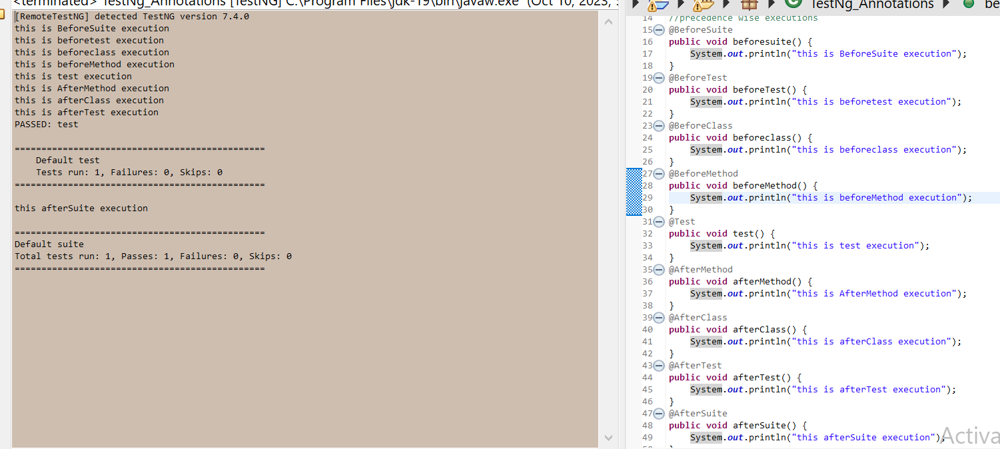 <terminated> TestNg_Annotations [TestNG] C:\Program Files\jdk-19\bin\javaw.exe (Oct 10, 2023,
[RemoteTestNG] detected TestNG version 7.4.0
this is BeforeSuite execution
this is beforetest execution
this is beforeclass execution
this is beforeMethod execution
this is test execution
this is AfterMethod execution
this is afterClass execution
this is afterTest execution
PASSED: test
===============================================
    Default test
    Tests run: 1, Failures: 0, Skips: 0
===============================================
this afterSuite execution
===============================================
Default suite
Total tests run: 1, Passes: 1, Failures: 0, Skips: 0
===============================================
TestNg_Annotations be
14 //precedence wise executions
15 @BeforeSuite
16 public void beforesuite() {
17     System.out.println("this is BeforeSuite execution");
18 }
19 @BeforeTest
20 public void beforeTest() {
21     System.out.println("this is beforetest execution");
22 }
23 @BeforeClass
24 public void beforeclass() {
25     System.out.println("this is beforeclass execution");
26 }
27 @BeforeMethod
28 public void beforeMethod() {
29     System.out.println("this is beforeMethod execution");
30 }
31 @Test
32 public void test() {
33     System.out.println("this is test execution");
34 }
35 @AfterMethod
36 public void afterMethod() {
37     System.out.println("this is AfterMethod execution");
38 }
39 @AfterClass
40 public void afterClass() {
41     System.out.println("this is afterClass execution");
42 }
43 @AfterTest
44 public void afterTest() {
45     System.out.println("this is afterTest execution");
46 }
47 @AfterSuite
48 public void afterSuite() {
49     System.out.println("this afterSuite execution");
Activa